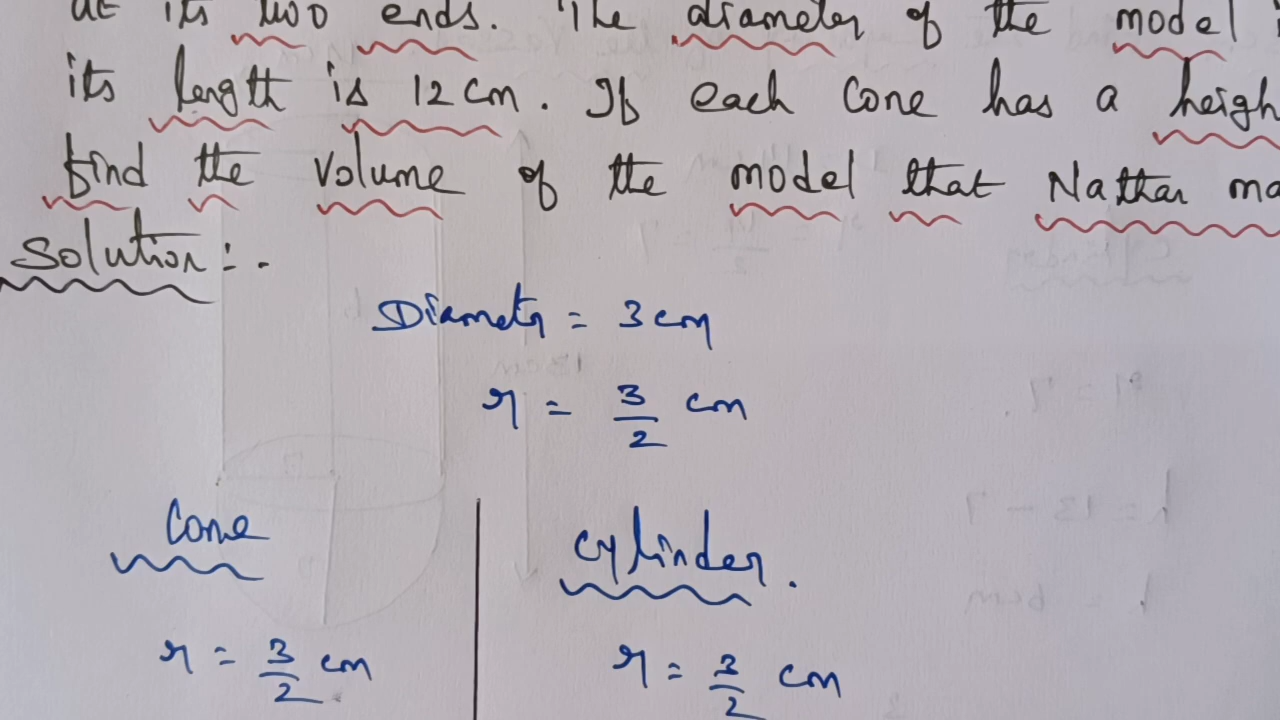 at its two ends. The diameter of the model
its length is 12 cm. If each Cone has a heigh
find the volume of the model that Nathan ma
Solution:.
Diameter = 3 cm
r = 3/2 cm
Cone
Cylinder.
r = 3/2 cm
r = 3/2 cm